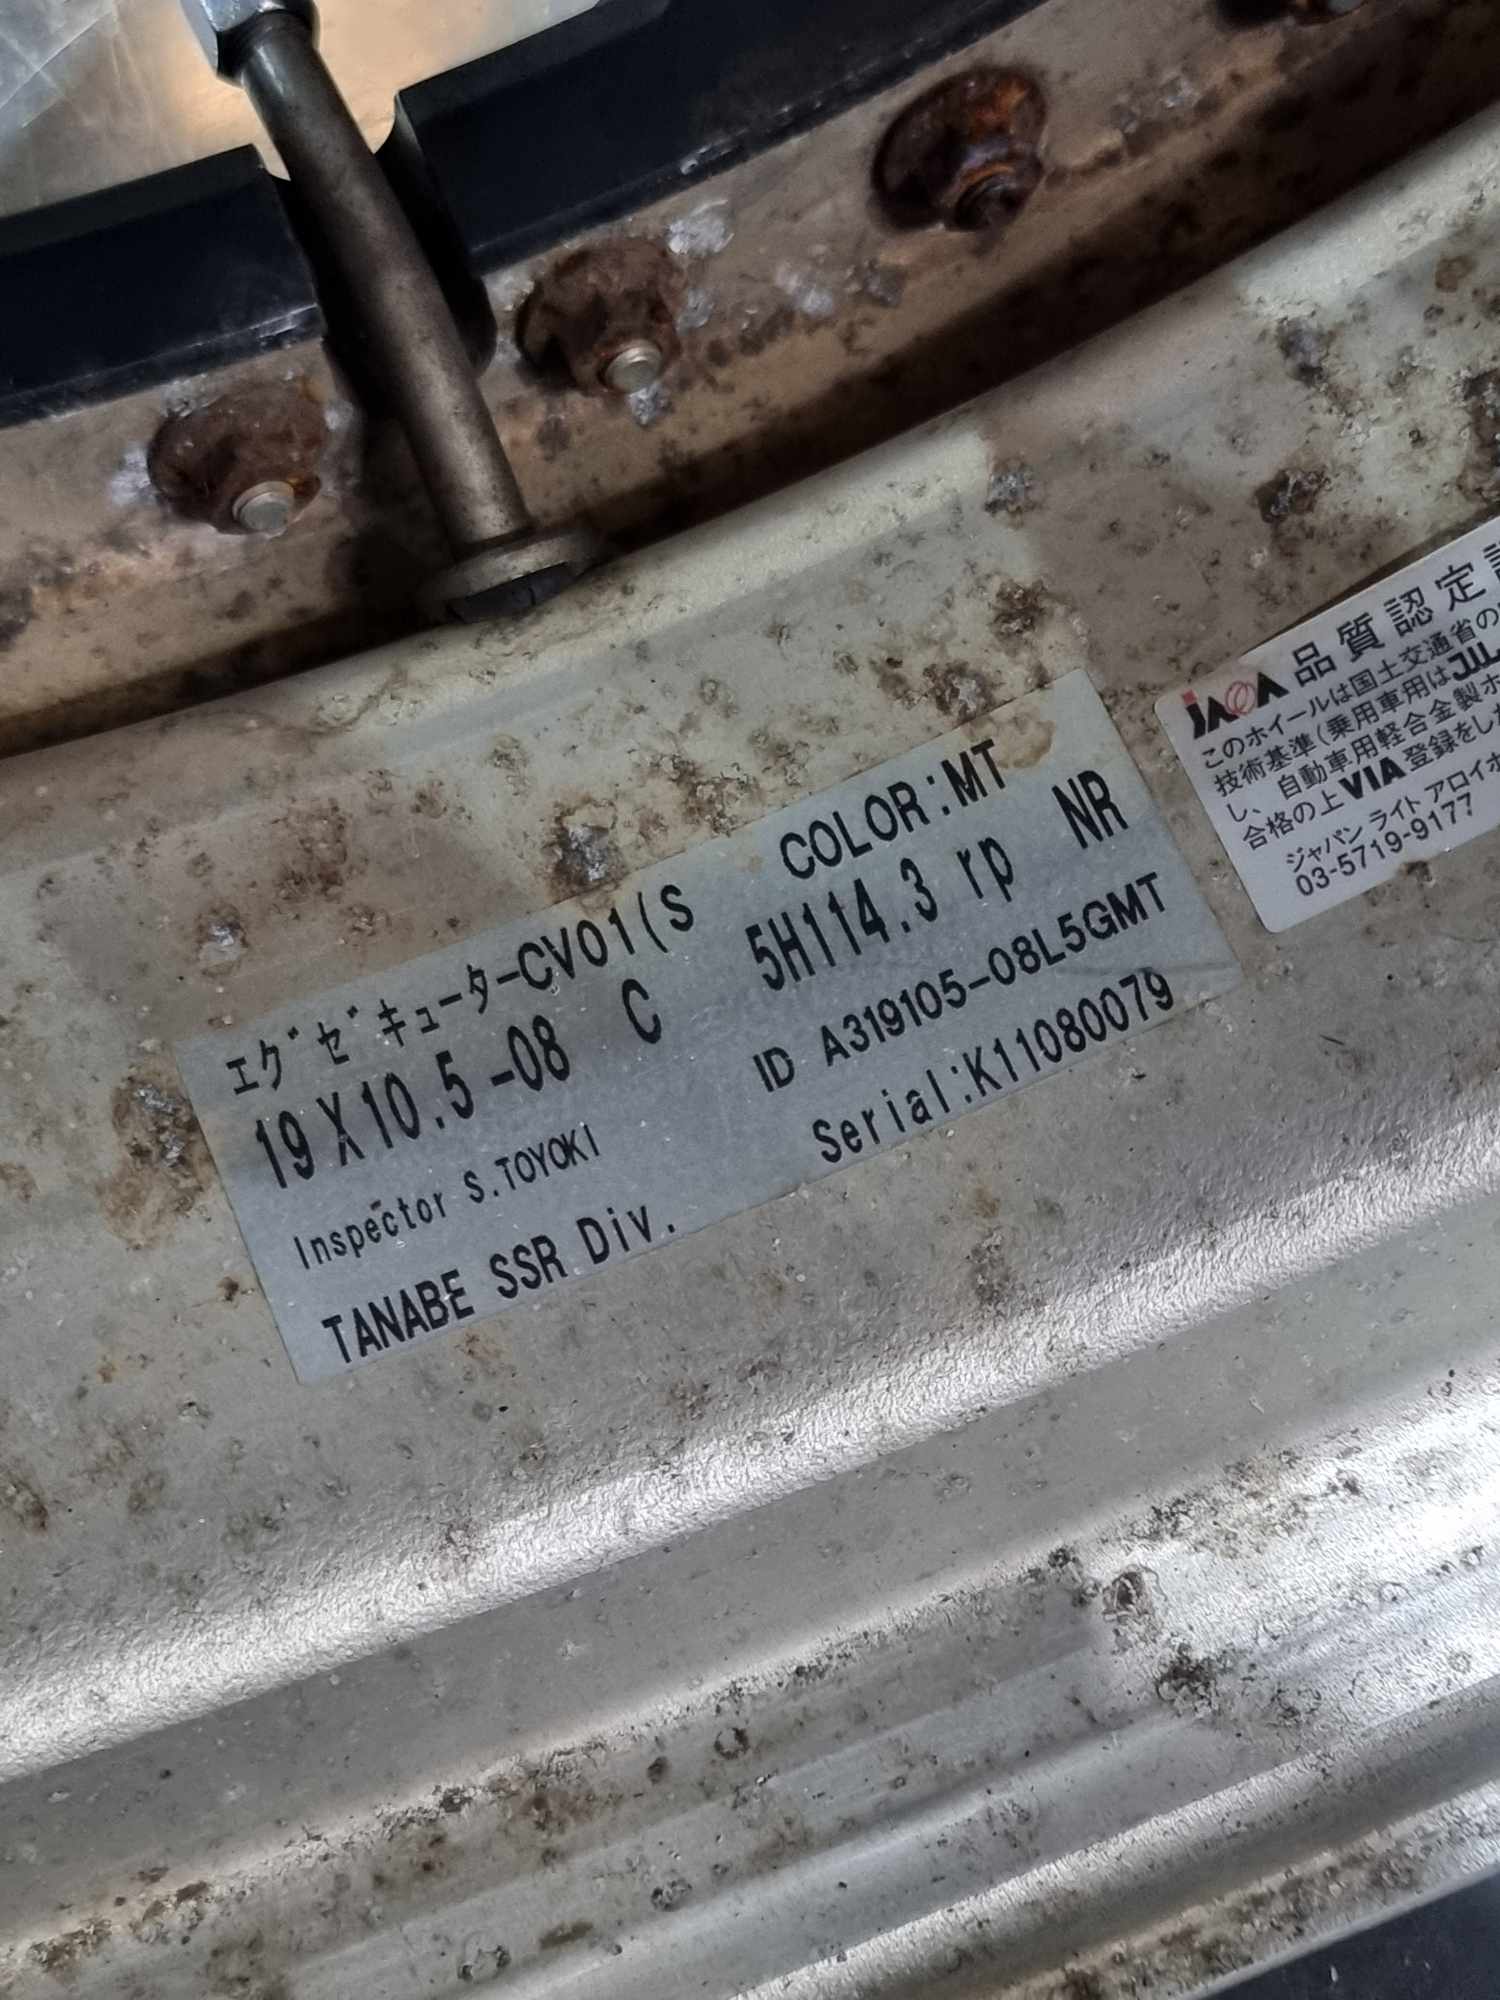 エグゼキューター-CV01(S COLOR:MT
19X10.5-08 C 5H114.3 rp NR
Inspector S.TOYOKI ID A319105-08L5GMT
TANABE SSR Div. Serial:K11080079
JAWA 品質認定
このホイールは国土交通省の
技術基準(乗用車用はJWL
し、自動車用軽合金製ホ
合格の上VIA登録をした
ジャパン ライト アロイホ
03-5719-9177